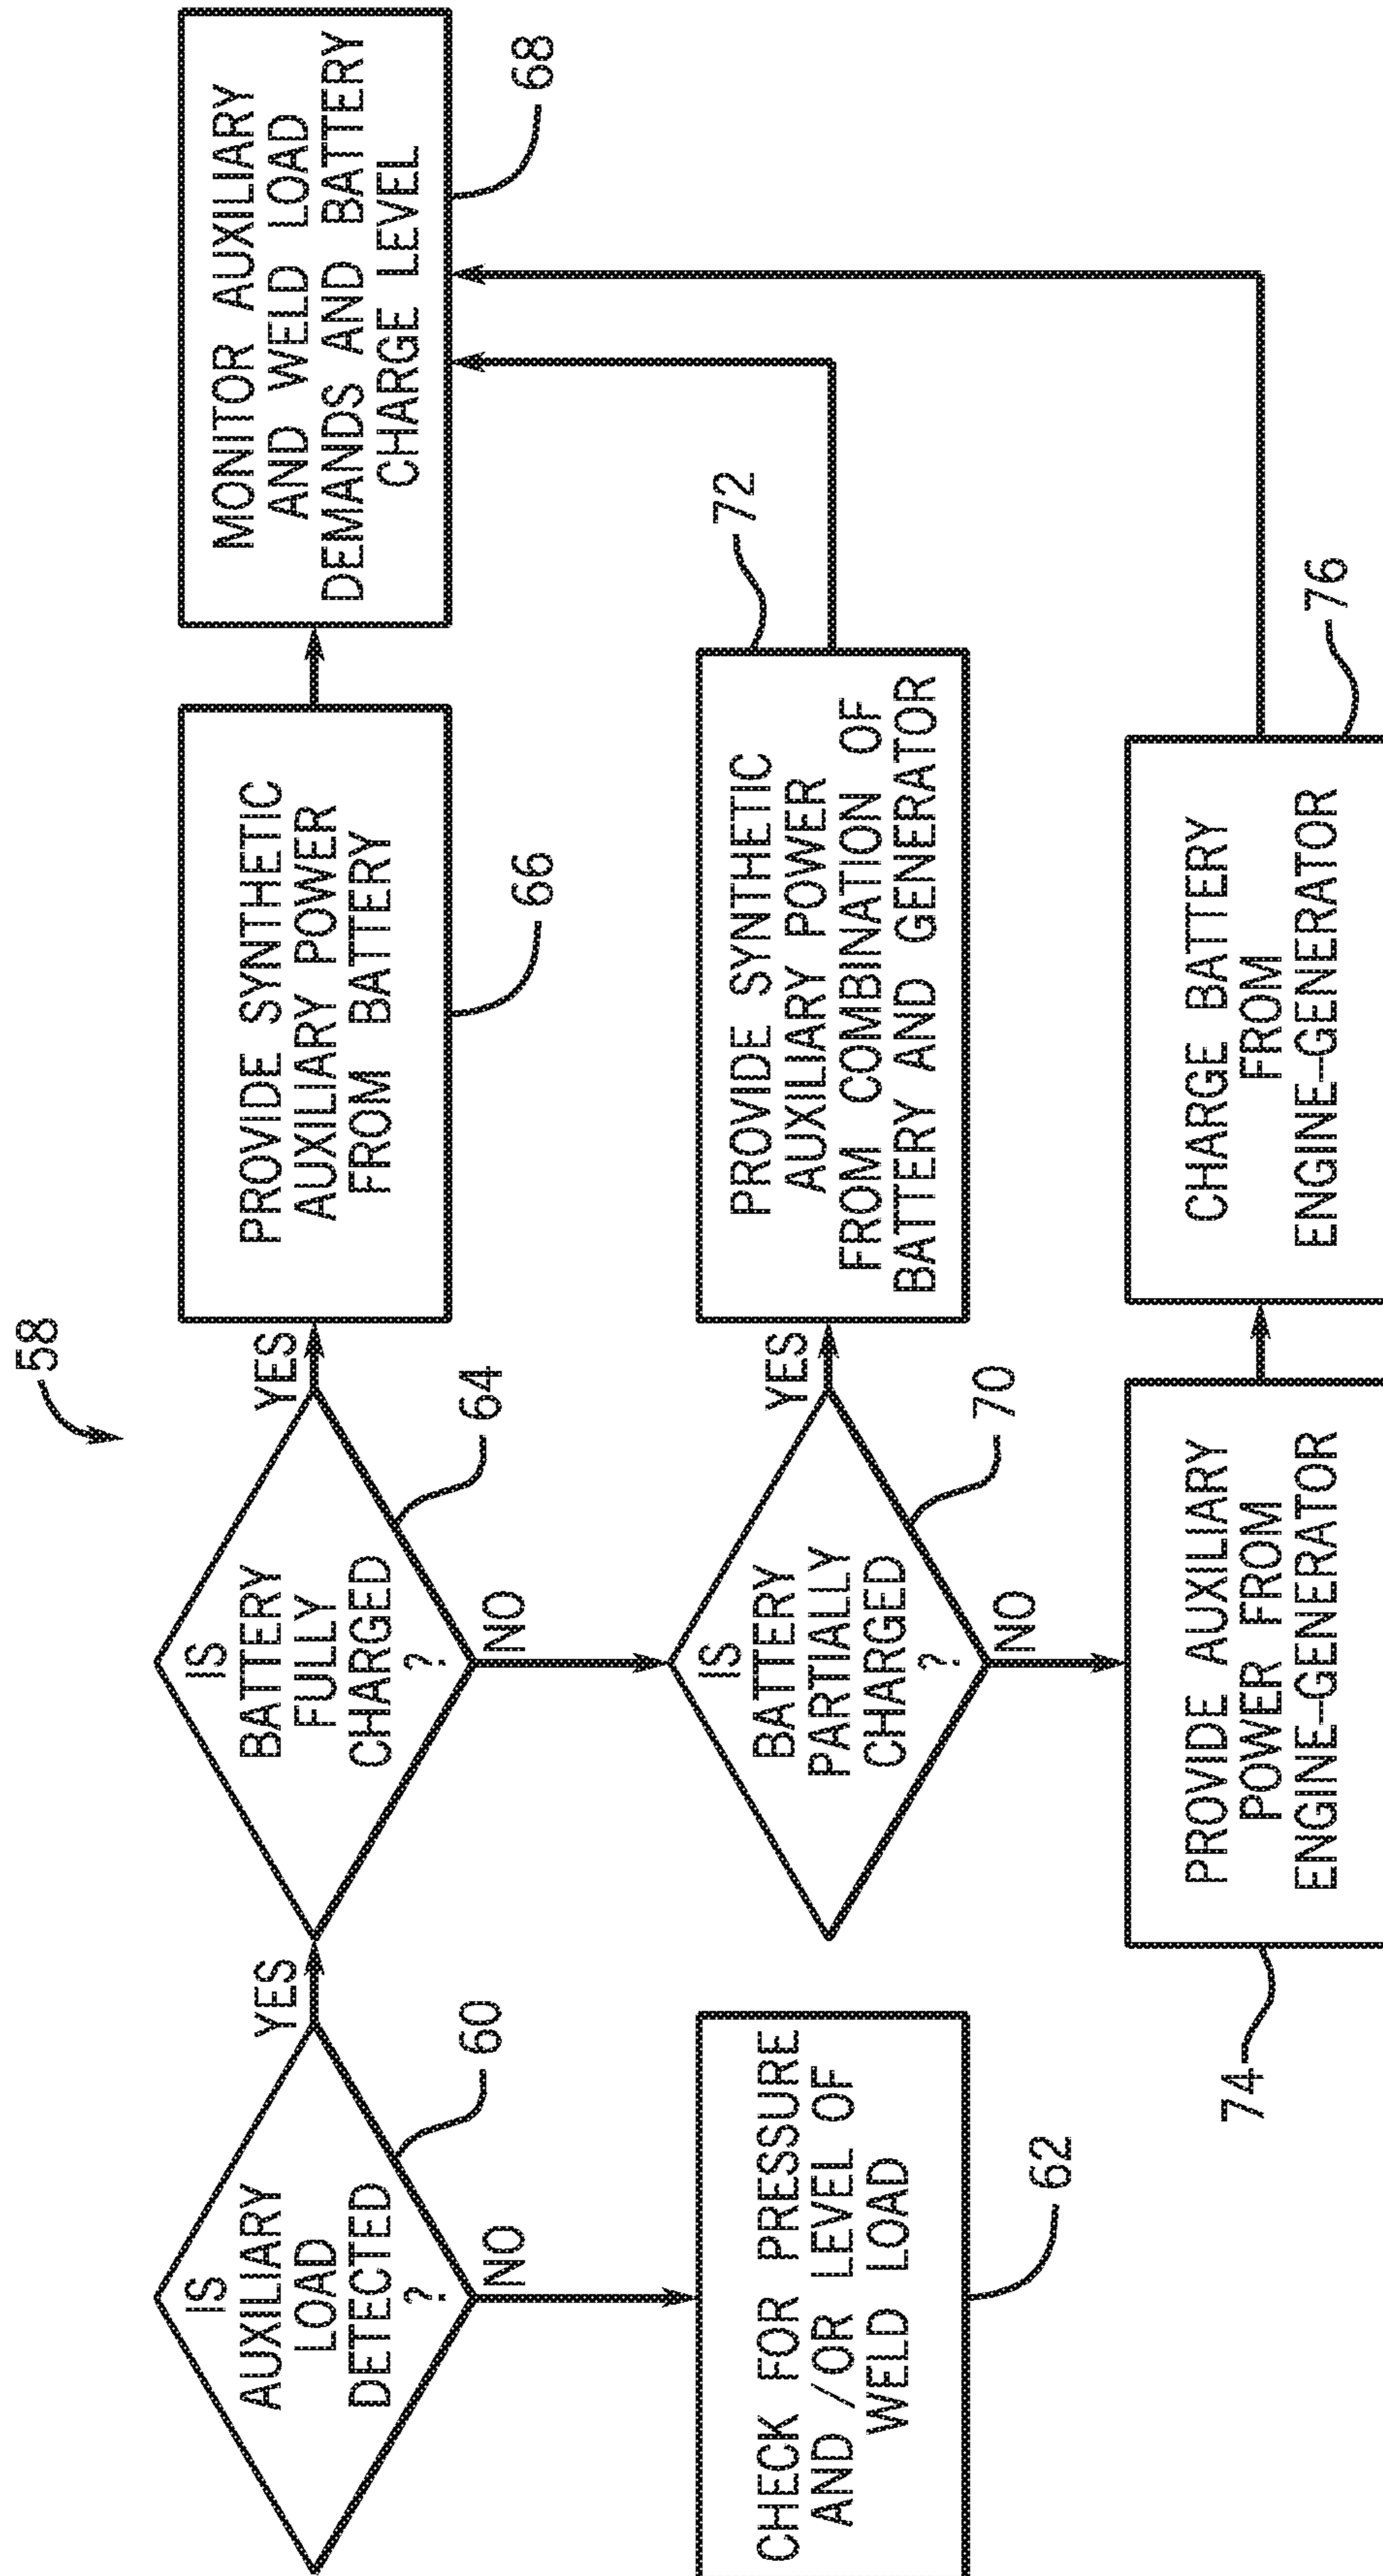 58
IS
AUXILIARY
LOAD
DETECTED
?
60
YES
NO
CHECK FOR PRESSURE
AND/OR LEVEL OF
WELD LOAD
62
IS
BATTERY
FULLY
CHARGED
?
64
YES
NO
PROVIDE SYNTHETIC
AUXILIARY POWER
FROM BATTERY
66
MONITOR AUXILIARY
AND WELD LOAD
DEMANDS AND BATTERY
CHARGE LEVEL
68
IS
BATTERY
PARTIALLY
CHARGED
?
70
YES
NO
PROVIDE SYNTHETIC
AUXILIARY POWER
FROM COMBINATION OF
BATTERY AND GENERATOR
72
PROVIDE AUXILIARY
POWER FROM
ENGINE-GENERATOR
74
CHARGE BATTERY
FROM
ENGINE-GENERATOR
76